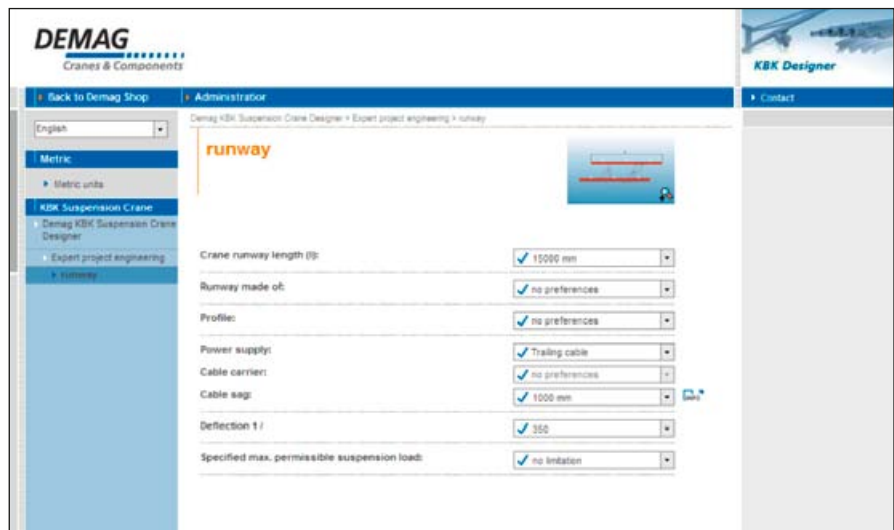 DEMAG
Cranes & Components
KBK Designer
Back to Demag Shop
Administration
Contact
English
Demag KBK Suspension Crane Designer > Expert project engineering > runway
runway
Metric
Metric units
KBK Suspension Crane
Demag KBK Suspension Crane
Designer
Expert project engineering
runway
Crane runway length (l): 15000 mm
Runway made of: no preferences
Profile: no preferences
Power supply: Trailing cable
Cable carrier: no preferences
Cable sag: 1000 mm
Deflection 1 / 350
Specified max. permissible suspension load: no limitation